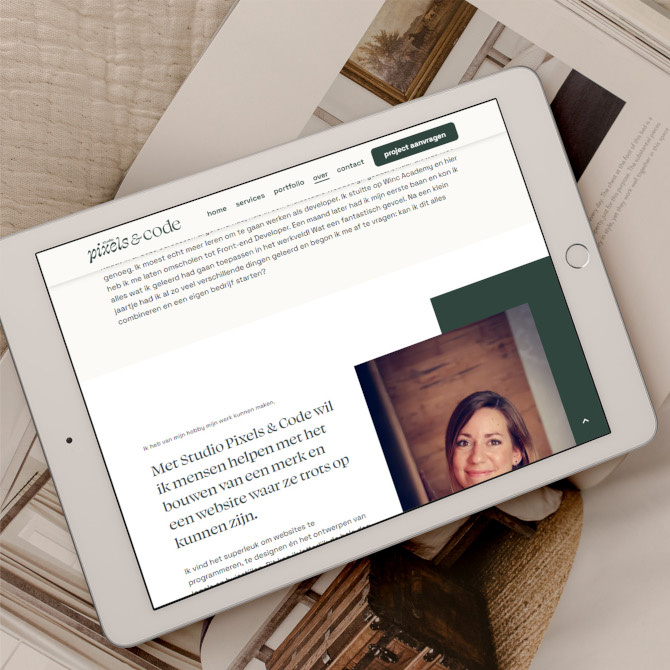 pixels & code
home services portfolio over contact project aanvragen
genoeg. Ik moest echt meer leren om te gaan werken als developer. Ik stuitte op Winc Academy en hier
heb ik me laten omscholen tot Front-end Developer. Een maand later had ik mijn eerste baan en kon ik
alles wat ik geleerd had gaan toepassen in het werkveld! Wat een fantastisch gevoel. Na een klein
jaartje had ik al zo veel verschillende dingen geleerd en begon ik me af te vragen: kan ik dit alles
combineren en een eigen bedrijf starten?
Ik heb van mijn hobby mijn werk kunnen maken.
Met Studio Pixels & Code wil
ik mensen helpen met het
bouwen van een merk en
een website waar ze trots op
kunnen zijn.
Ik vind het superleuk om websites te
programmeren, te designen én het ontwerpen van